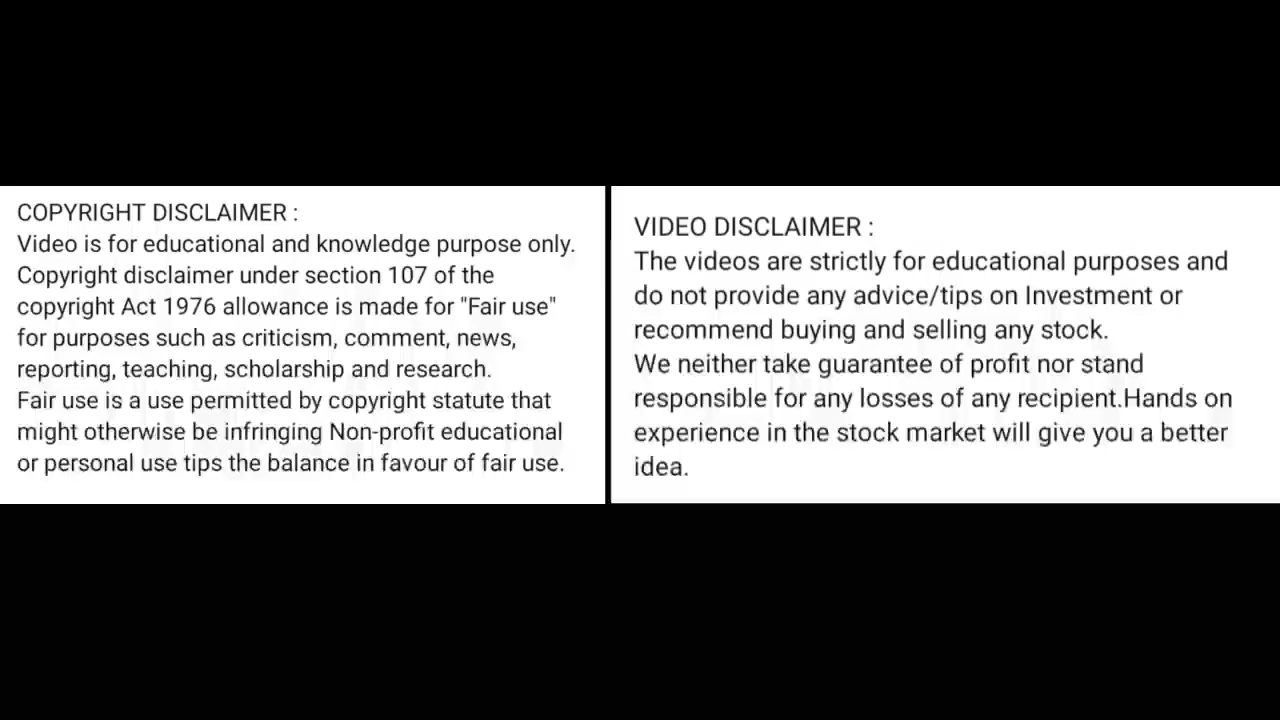 COPYRIGHT DISCLAIMER :
Video is for educational and knowledge purpose only.
Copyright disclaimer under section 107 of the
copyright Act 1976 allowance is made for "Fair use"
for purposes such as criticism, comment, news,
reporting, teaching, scholarship and research.
Fair use is a use permitted by copyright statute that
might otherwise be infringing Non-profit educational
or personal use tips the balance in favour of fair use.
VIDEO DISCLAIMER :
The videos are strictly for educational purposes and
do not provide any advice/tips on Investment or
recommend buying and selling any stock.
We neither take guarantee of profit nor stand
responsible for any losses of any recipient.Hands on
experience in the stock market will give you a better
idea.